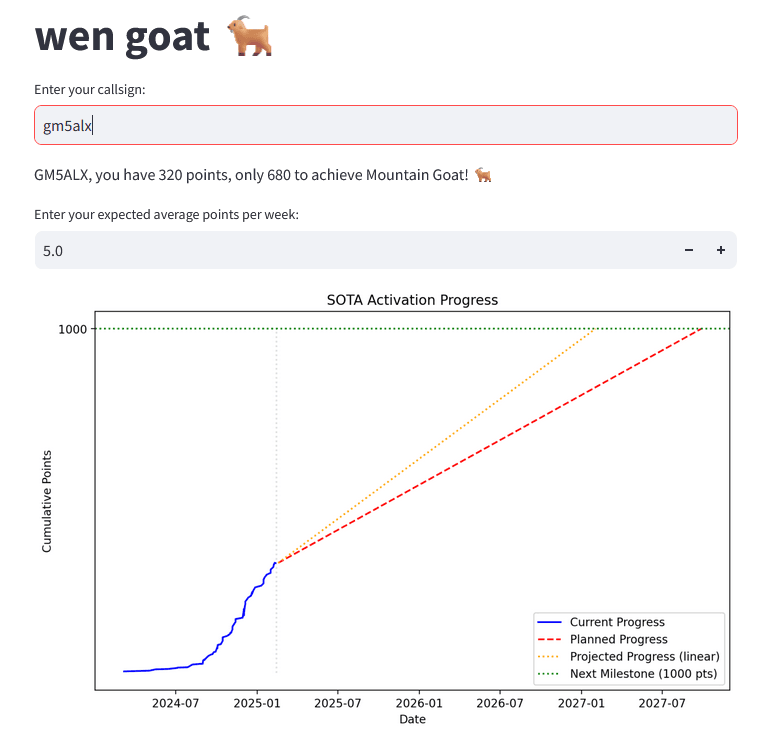 wen goat 🐐
Enter your callsign:
gm5alx
GM5ALX, you have 320 points, only 680 to achieve Mountain Goat! 🐐
Enter your expected average points per week:
5.0 − +
SOTA Activation Progress
1000
Cumulative Points
Current Progress
Planned Progress
Projected Progress (linear)
Next Milestone (1000 pts)
2024-07 2025-01 2025-07 2026-01 2026-07 2027-01 2027-07
Date